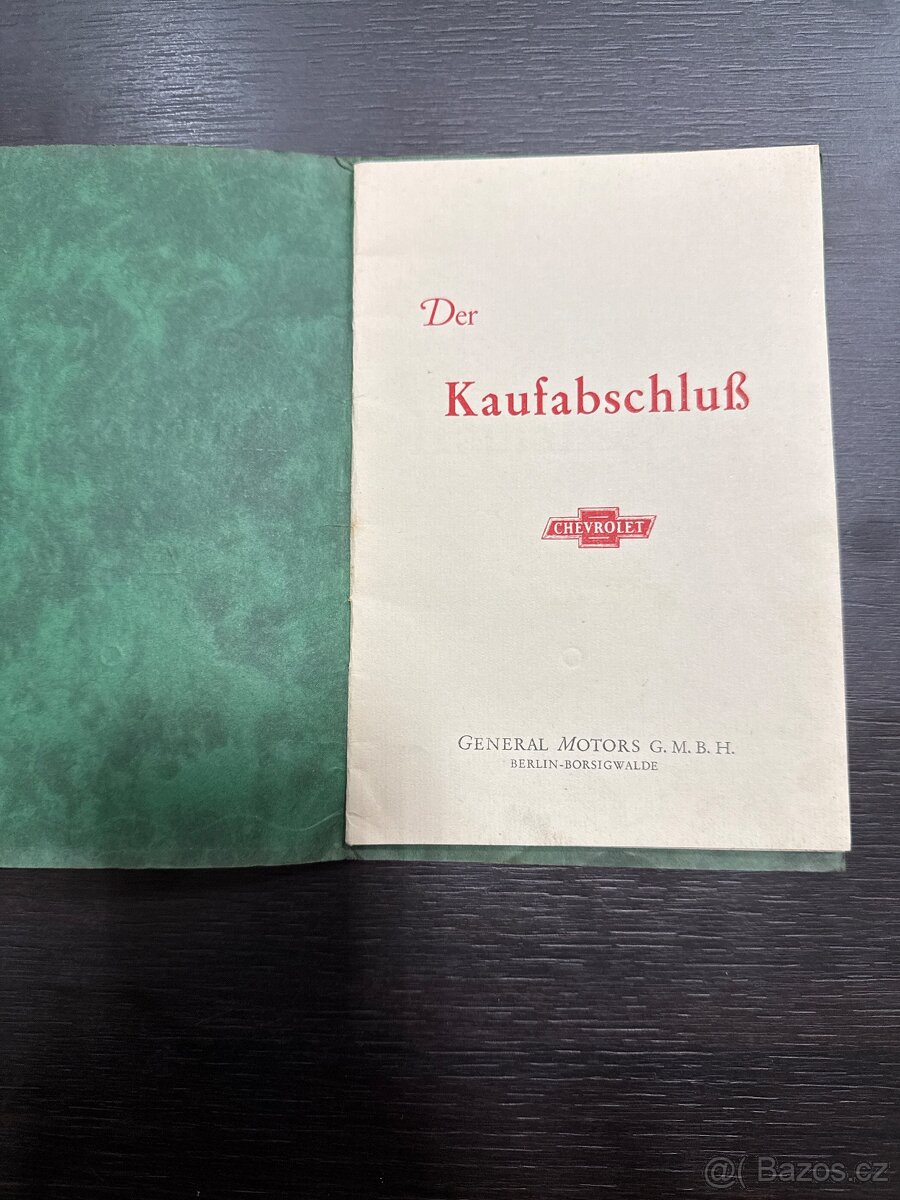 Der
Kaufabschluß
CHEVROLET
GENERAL MOTORS G. M. B. H.
BERLIN-BORSIGWALDE
@( Bazos.cz